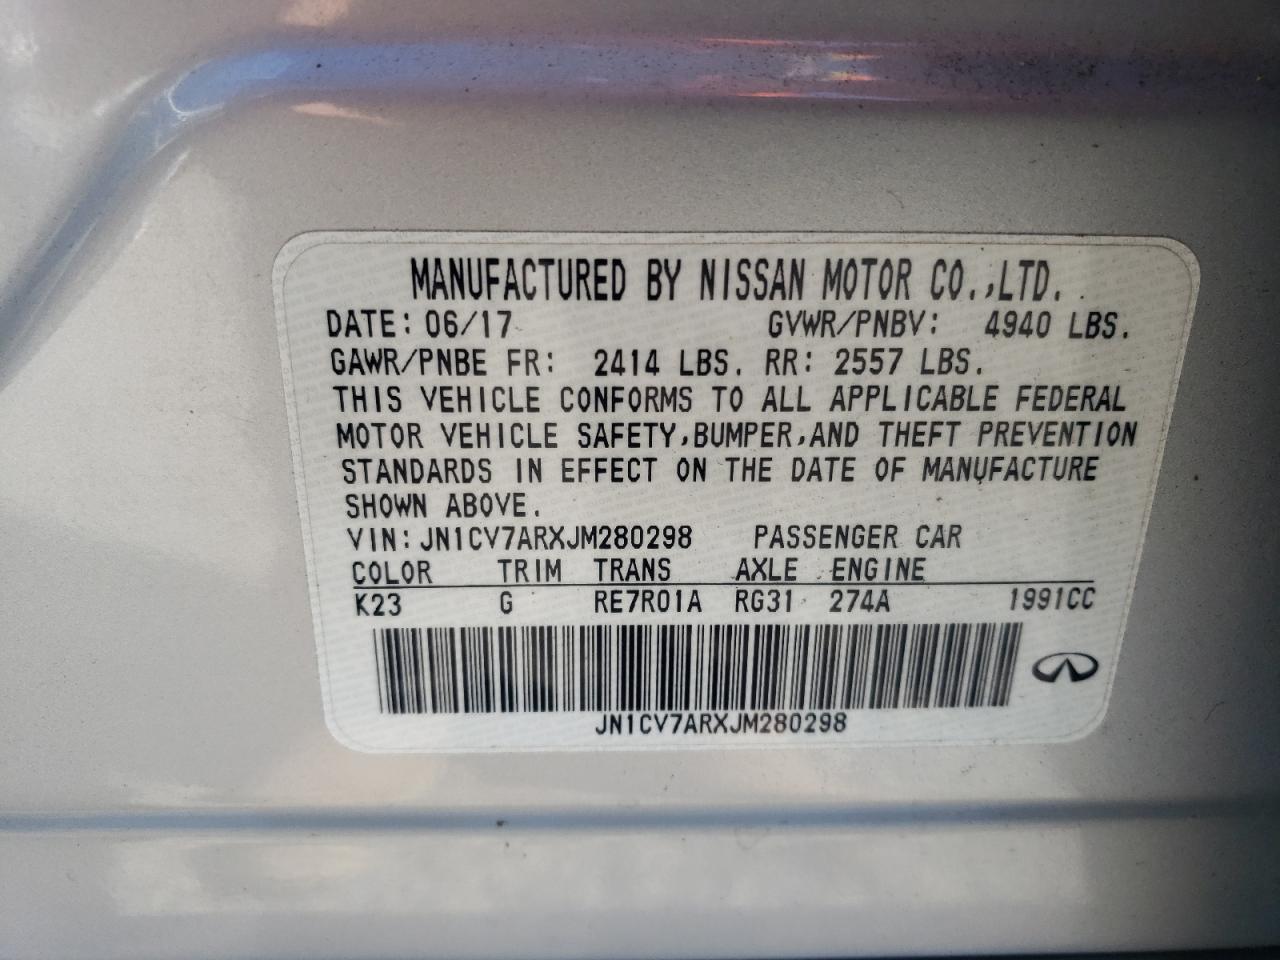 MANUFACTURED BY NISSAN MOTOR CO.,LTD.
DATE: 06/17 GVWR/PNBV: 4940 LBS.
GAWR/PNBE FR: 2414 LBS. RR: 2557 LBS.
THIS VEHICLE CONFORMS TO ALL APPLICABLE FEDERAL
MOTOR VEHICLE SAFETY,BUMPER,AND THEFT PREVENTION
STANDARDS IN EFFECT ON THE DATE OF MANUFACTURE
SHOWN ABOVE.
VIN: JN1CV7ARXJM280298 PASSENGER CAR
COLOR TRIM TRANS AXLE ENGINE
K23 G RE7R01A RG31 274A 1991CC
JN1CV7ARXJM280298